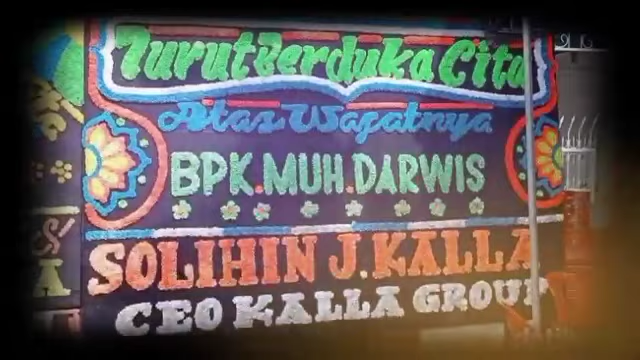 Turut Berduka Cita
Atas Wafatnya
BPK.MUH.DARWIS
SOLIHIN J.KALLA
CEO KALLA GROUP